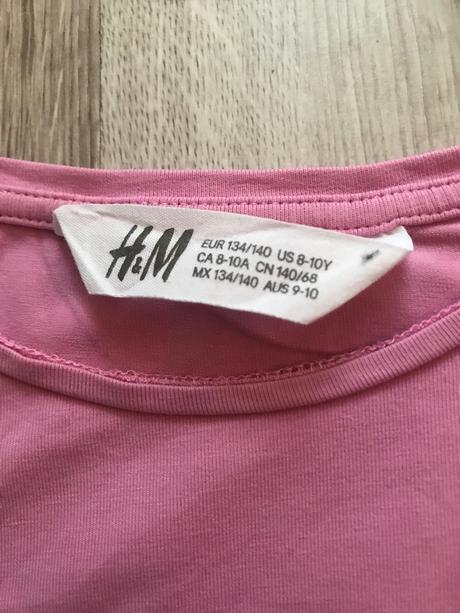 H&M
EUR 134/140 US 8-10Y
CA 8-10A CN 140/68
MX 134/140 AUS 9-10